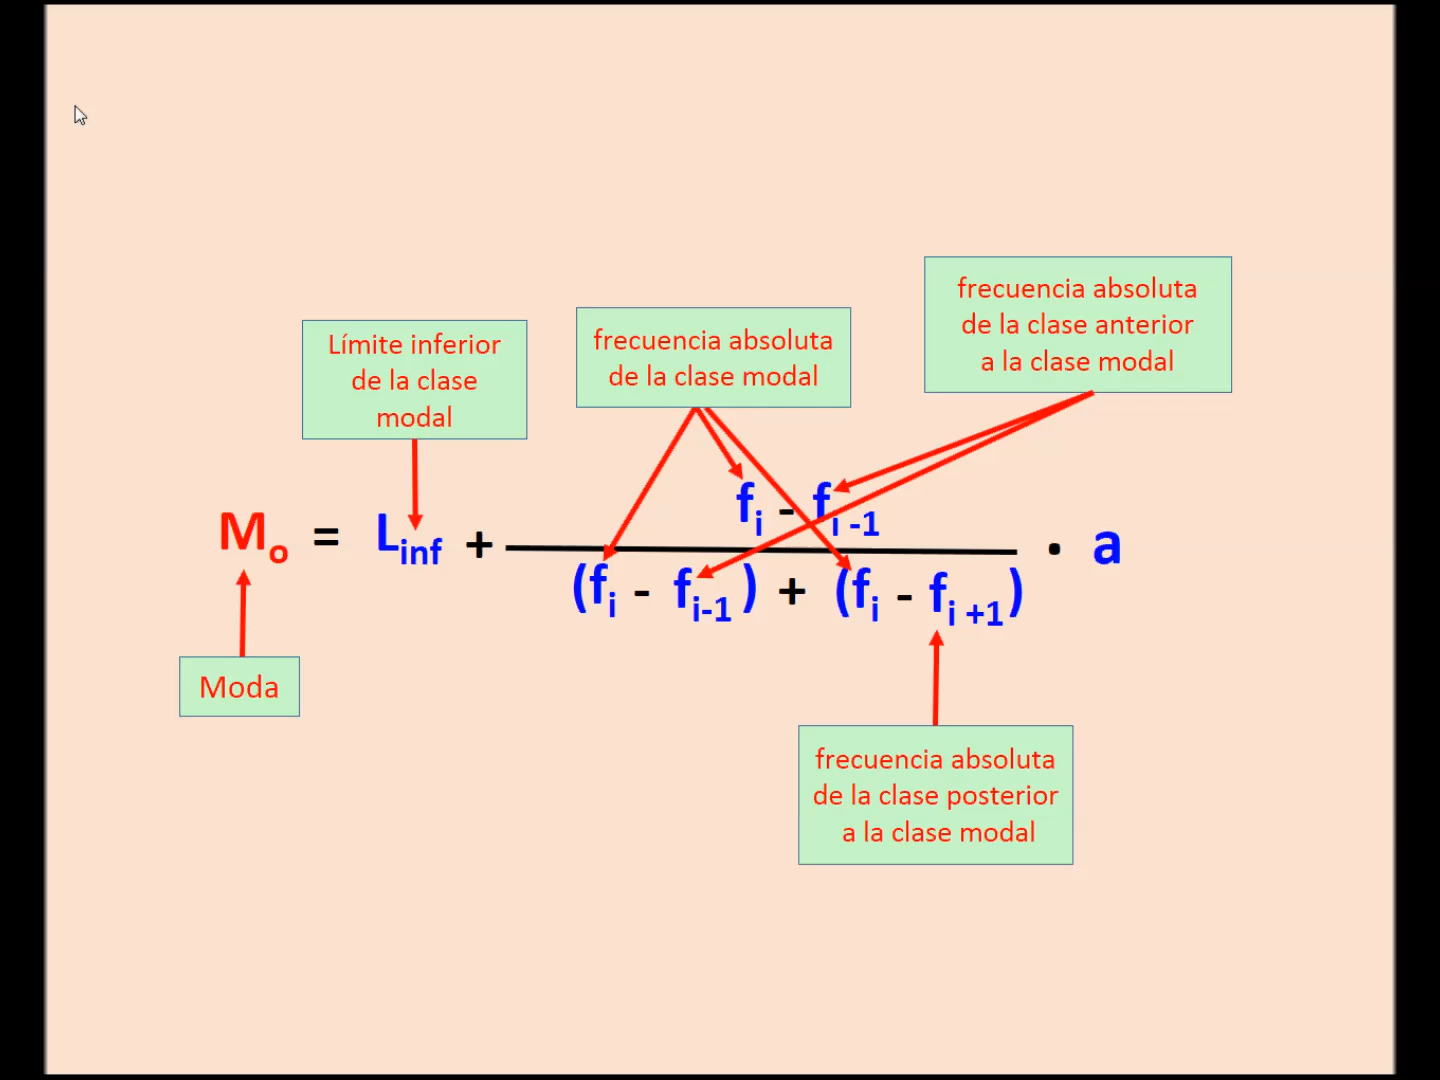 frecuencia absoluta
de la clase anterior
a la clase modal
frecuencia absoluta
de la clase modal
Límite inferior
de la clase
modal
fi - fi -1
Mo = Linf + · a
(fi - fi-1 ) + (fi - fi +1 )
Moda
frecuencia absoluta
de la clase posterior
a la clase modal